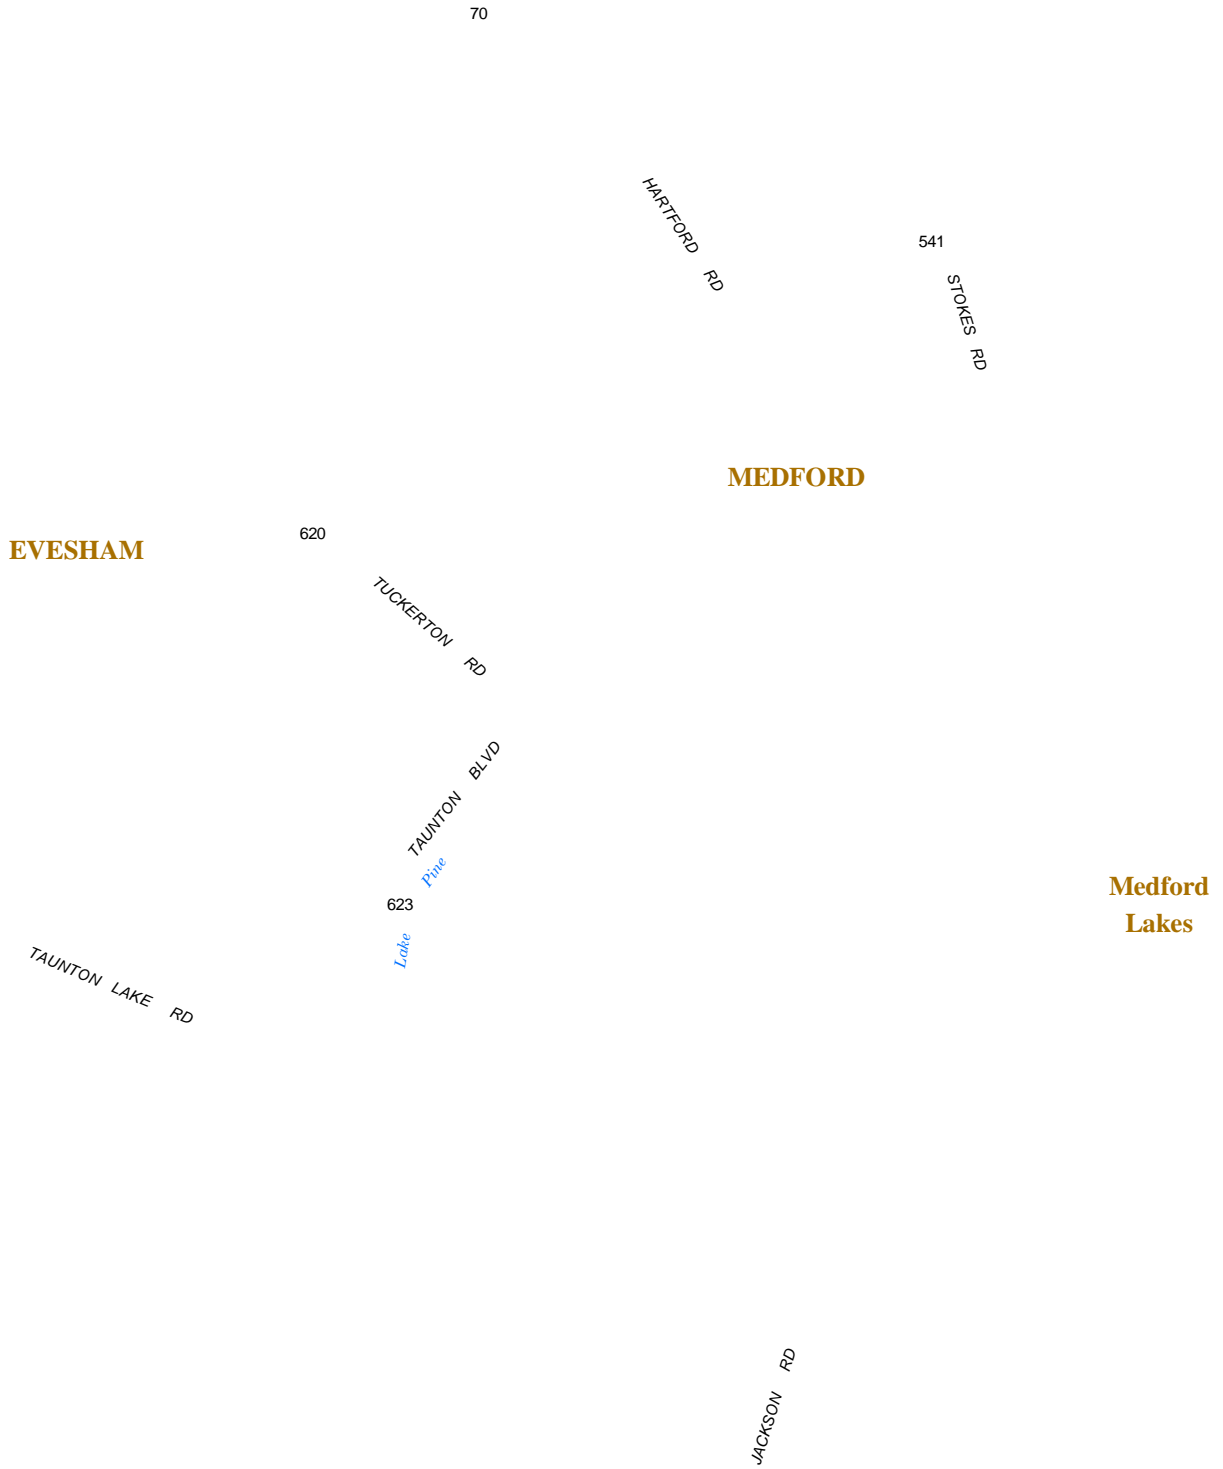 70
HARTFORD RD
541
STOKES RD
MEDFORD
620
EVESHAM
TUCKERTON RD
TAUNTON BLVD
Pine
Lake
623
Medford
Lakes
TAUNTON LAKE RD
JACKSON RD